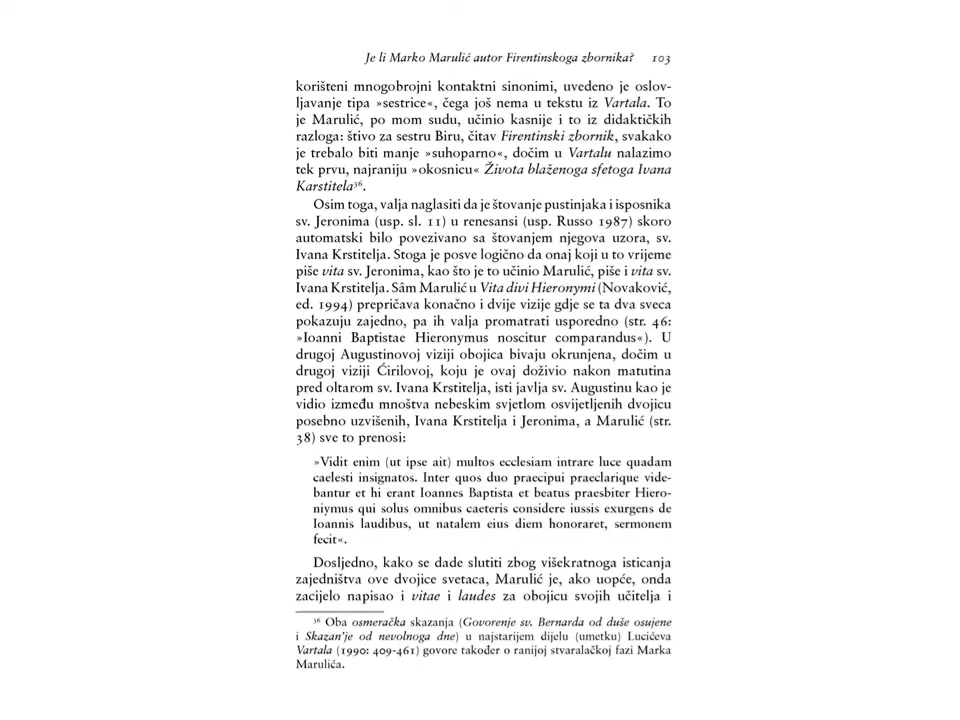 Je li Marko Marulić autor Firentinskoga zbornika? 103
korišteni mnogobrojni kontaktni sinonimi, uvedeno je oslov-
ljavanje tipa »sestrice«, čega još nema u tekstu iz Vartala. To
je Marulić, po mom sudu, učinio kasnije i to iz didaktičkih
razloga: štivo za sestru Biru, čitav Firentinski zbornik, svakako
je trebalo biti manje »suhoparno«, dočim u Vartalu nalazimo
tek prvu, najraniju »okosnicu« Života blaženoga sfetoga Ivana
Karstitela³⁶.
Osim toga, valja naglasiti da je štovanje pustinjaka i isposnika
sv. Jeronima (usp. sl. 11) u renesansi (usp. Russo 1987) skoro
automatski bilo povezivano sa štovanjem njegova uzora, sv.
Ivana Krstitelja. Stoga je posve logično da onaj koji u to vrijeme
piše vita sv. Jeronima, kao što je to učinio Marulić, piše i vita sv.
Ivana Krstitelja. Sâm Marulić u Vita divi Hieronymi (Novaković,
ed. 1994) prepričava konačno i dvije vizije gdje se ta dva sveca
pokazuju zajedno, pa ih valja promatrati usporedno (str. 46:
»Ioanni Baptistae Hieronymus noscitur comparandus«). U
drugoj Augustinovoj viziji obojica bivaju okrunjena, dočim u
drugoj viziji Ćirilovoj, koju je ovaj doživio nakon matutina
pred oltarom sv. Ivana Krstitelja, isti javlja sv. Augustinu kao je
vidio između mnoštva nebeskim svjetlom osvijetljenih dvojicu
posebno uzvišenih, Ivana Krstitelja i Jeronima, a Marulić (str.
38) sve to prenosi:
»Vidit enim (ut ipse ait) multos ecclesiam intrare luce quadam
caelesti insignatos. Inter quos duo praecipui praeclarique vide-
bantur et hi erant Ioannes Baptista et beatus praesbiter Hiero-
niymus qui solus omnibus caeteris considere iussis exurgens de
Ioannis laudibus, ut natalem eius diem honoraret, sermonem
fecit«.
Dosljedno, kako se dade slutiti zbog višekratnoga isticanja
zajedništva ove dvojice svetaca, Marulić je, ako uopće, onda
zacijelo napisao i vitae i laudes za obojicu svojih učitelja i
³⁶ Oba osmeračka skazanja (Govorenje sv. Bernarda od duše osujene
i Skazan'je od nevolnoga dne) u najstarijem dijelu (umetku) Lucićeva
Vartala (1990: 409-461) govore također o ranijoj stvaralačkoj fazi Marka
Marulića.